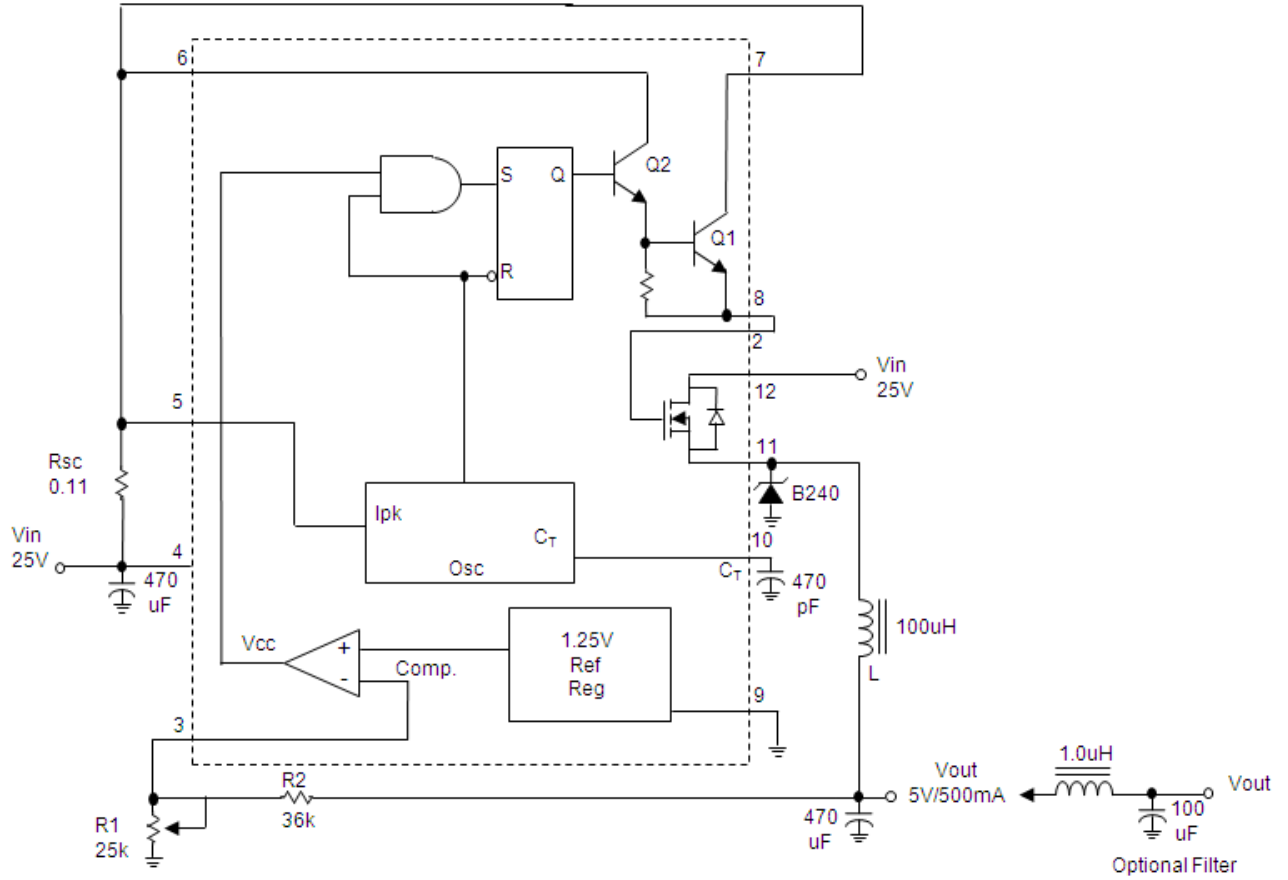 6
7
Q2
S
Q
Q1
R
8
2
Vin
25V
12
5
11
Rsc
0.11
B240
Ipk
CT
10
Vin
25V
4
Osc
CT
470
uF
470
pF
Vcc
+
-
Comp.
1.25V
Ref
Reg
100uH
L
9
3
1.0uH
R2
36k
Vout
5V/500mA
Vout
R1
25k
470
uF
100
uF
Optional Filter